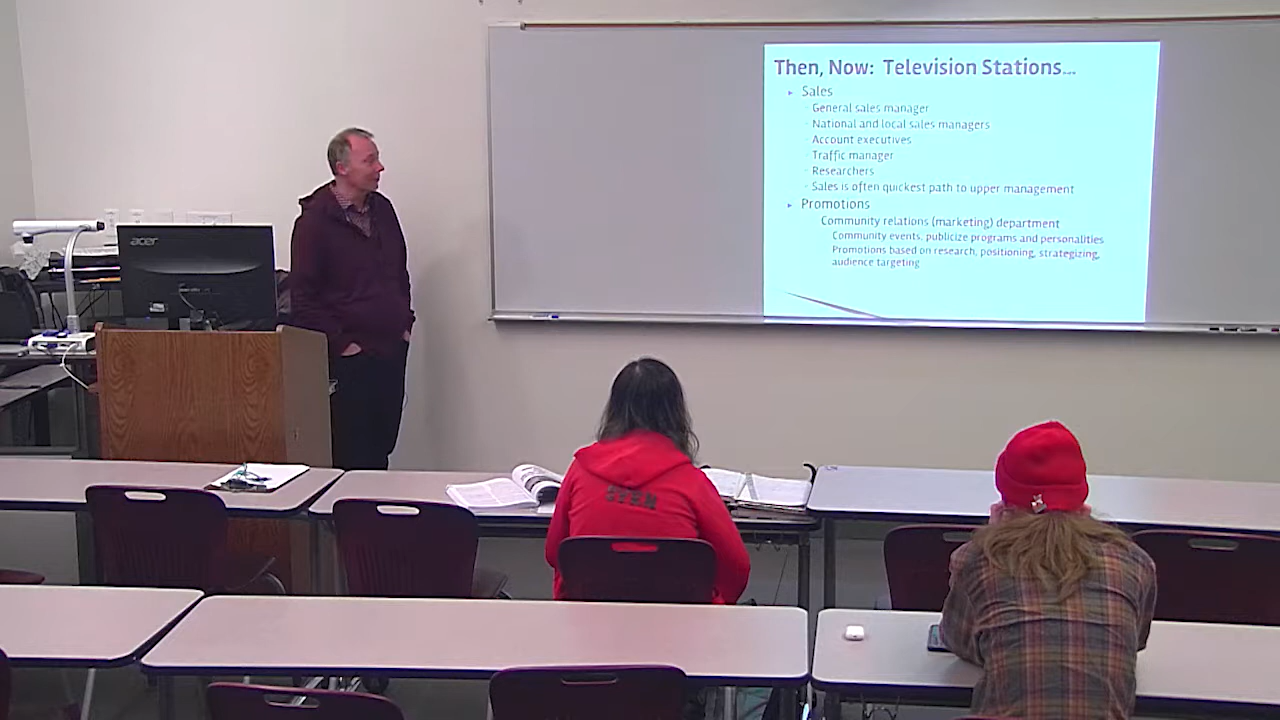 Then, Now: Television Stations...
Sales
General sales manager
National and local sales managers
Account executives
Traffic manager
Researchers
Sales is often quickest path to upper management
Promotions
Community relations (marketing) department
Community events, publicize programs and personalities
Promotions based on research, positioning, strategizing,
audience targeting
acer